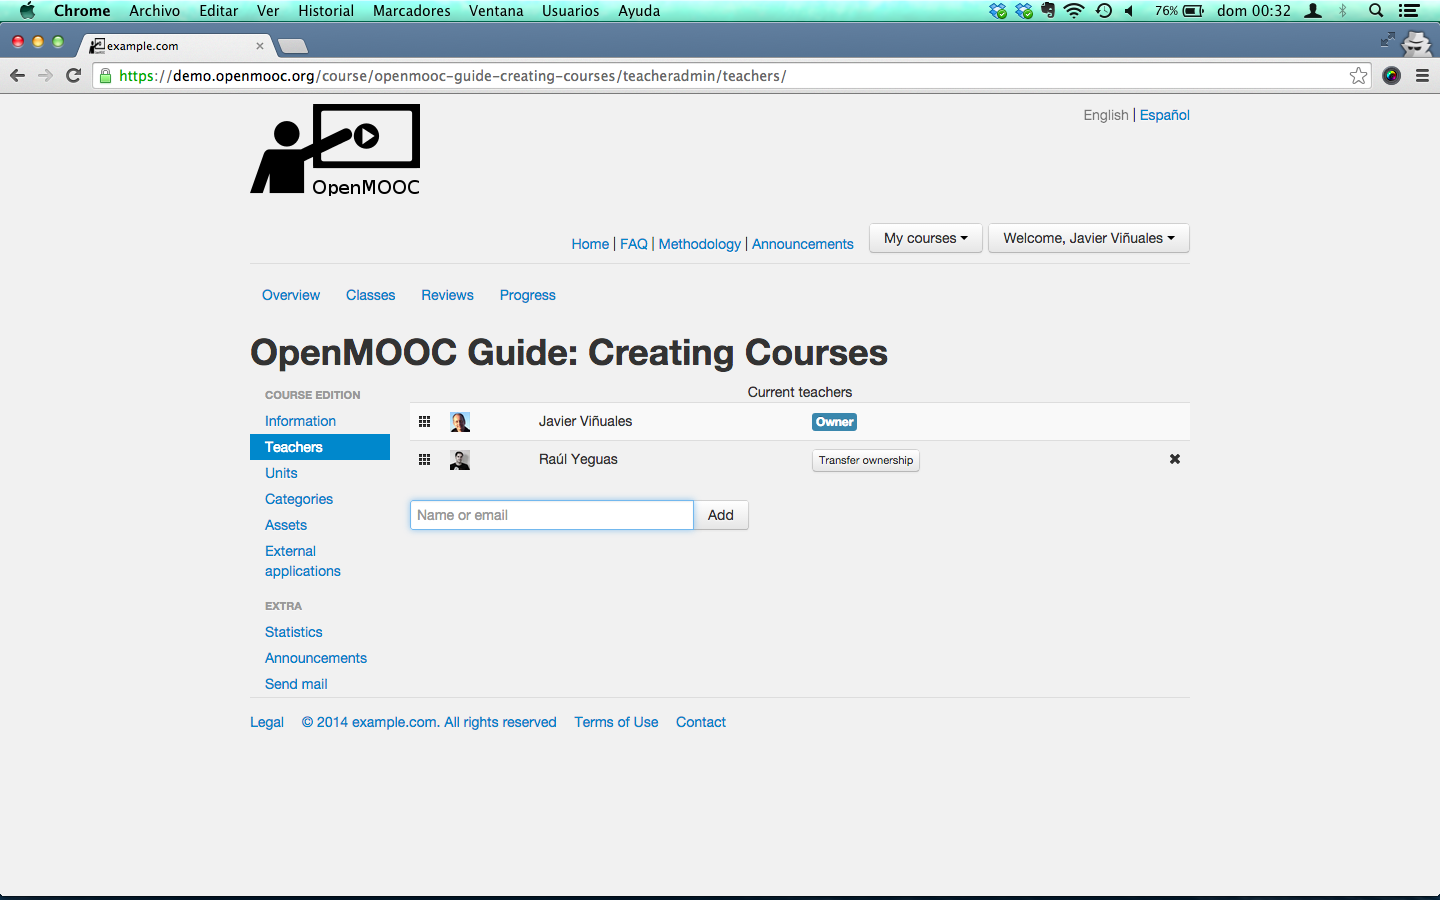 Chrome Archivo Editar Ver Historial Marcadores Ventana Usuarios Ayuda 76% dom 00:32
example.com
https://demo.openmooc.org/course/openmooc-guide-creating-courses/teacheradmin/teachers/
OpenMOOC
English | Español
Home | FAQ | Methodology | Announcements My courses Welcome, Javier Viñuales
Overview Classes Reviews Progress
OpenMOOC Guide: Creating Courses
COURSE EDITION
Information
Teachers
Units
Categories
Assets
External
applications
EXTRA
Statistics
Announcements
Send mail
Current teachers
Javier Viñuales Owner
Raúl Yeguas Transfer ownership
Name or email Add
Legal © 2014 example.com. All rights reserved Terms of Use Contact